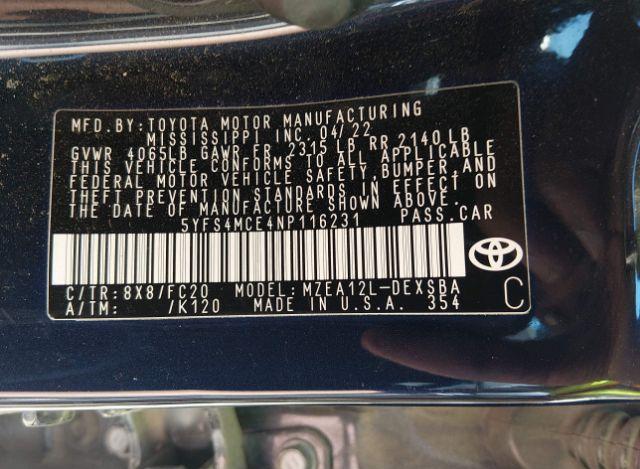 MFD. BY: TOYOTA MOTOR MANUFACTURING
MISSISSIPPI INC. 04/22
GVWR 4065LB GAWR FR. 2315 LB, RR 2140 LB
THIS VEHICLE CONFORMS TO ALL APPLICABLE
FEDERAL MOTOR VEHICLE SAFETY, BUMPER, AND
THEFT PREVENTION STANDARDS IN EFFECT ON
THE DATE OF MANUFACTURE SHOWN ABOVE.
5YFS4MCE4NP116231 PASS.CAR
C/TR: 8X8/FC20 MODEL: MZEA12L-DEXSBA
A/TM: /K120 MADE IN U.S.A. 354 C